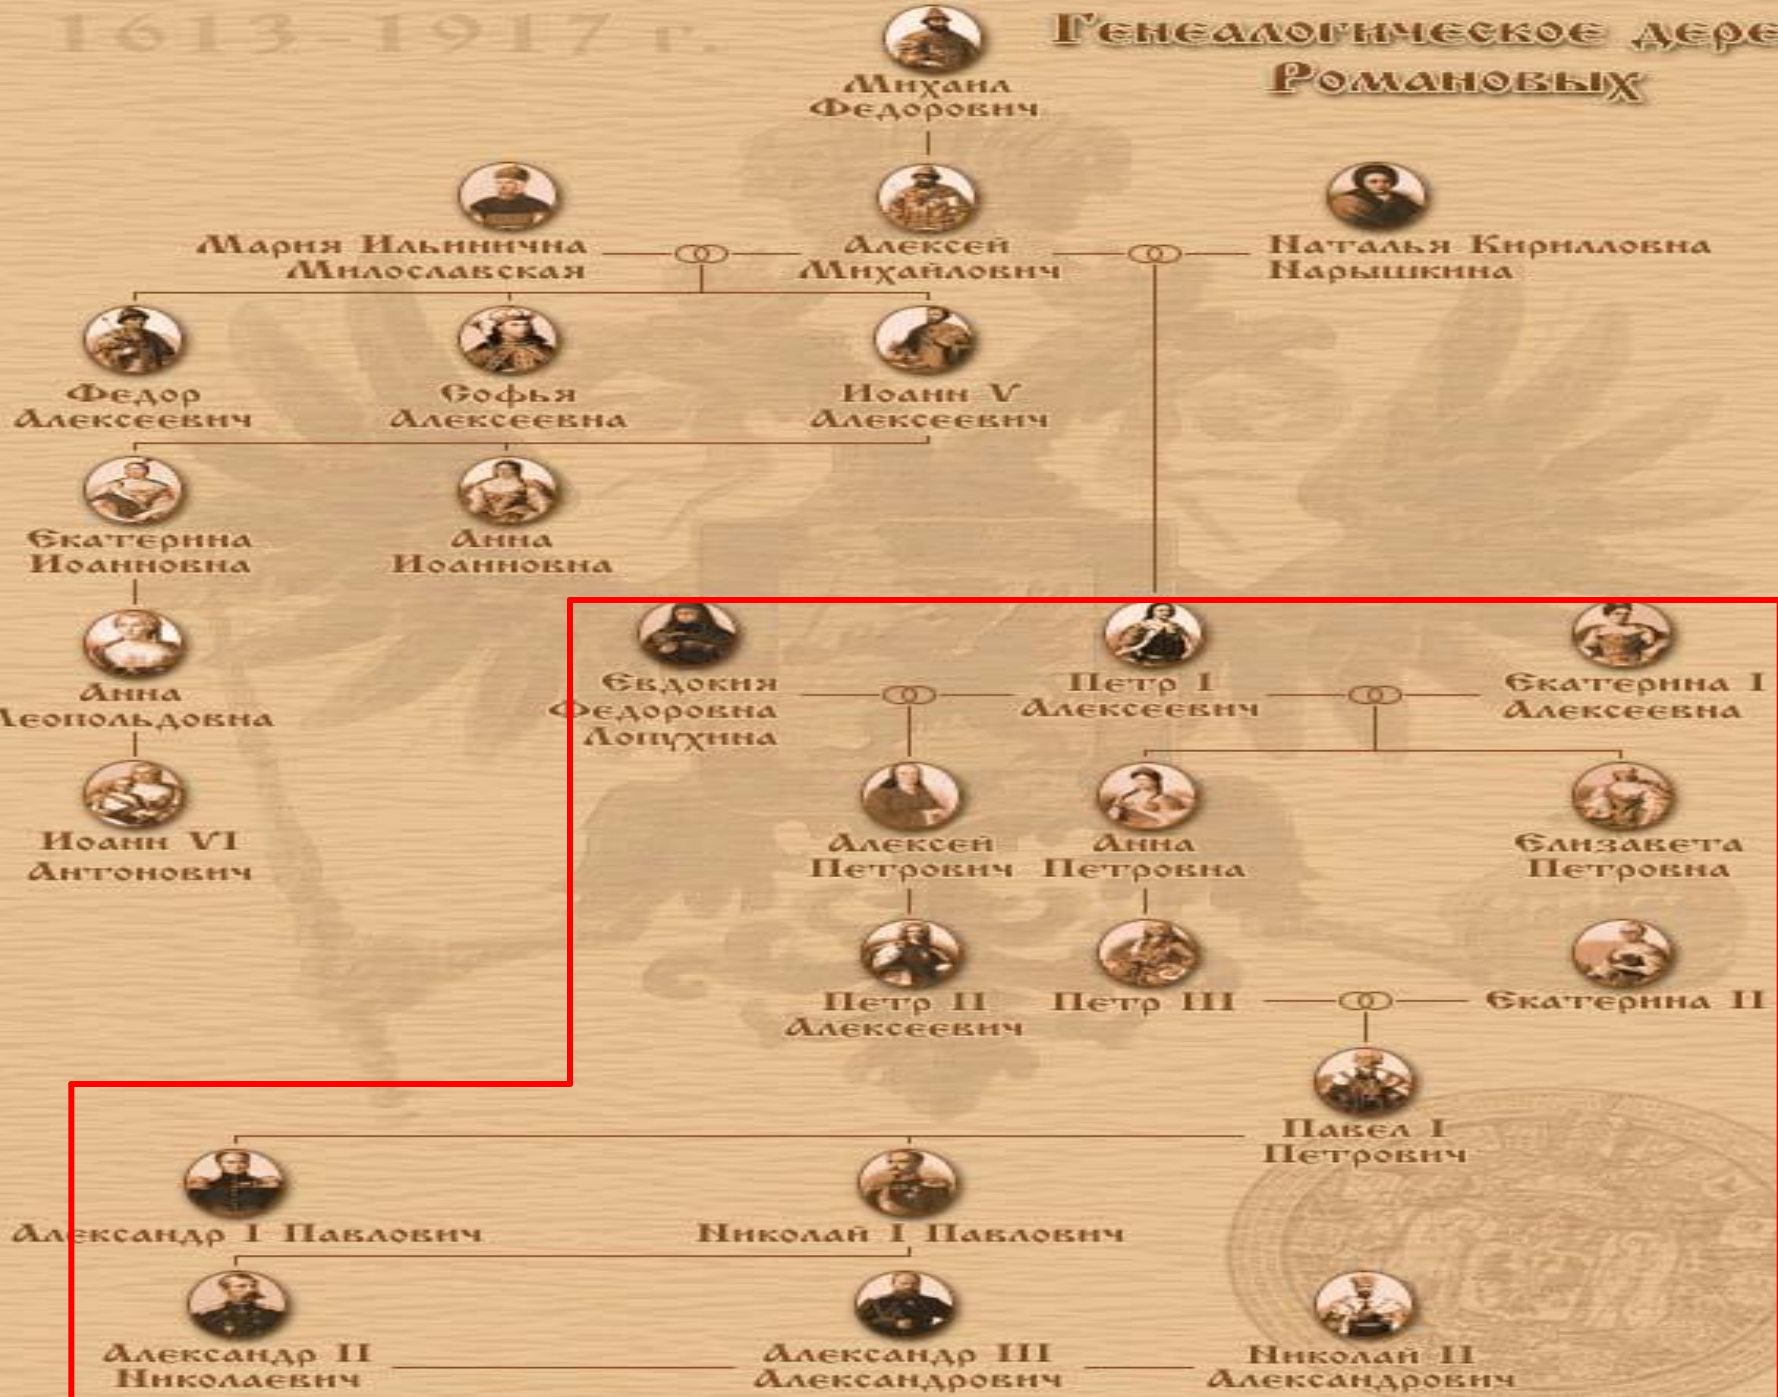 1613-1917 г.
Генеалогическое дере
Романовых
Михаил
Федорович
Мария Ильинична
Милославская
Алексей
Михайлович
Наталья Кирилловна
Нарышкина
Федор
Алексеевич
Софья
Алексеевна
Иоанн V
Алексеевич
Екатерина
Иоанновна
Анна
Иоанновна
Анна
Леопольдовна
Иоанн VI
Антонович
Евдокия
Федоровна
Лопухина
Петр I
Алексеевич
Екатерина I
Алексеевна
Алексей
Петрович
Анна
Петровна
Елизавета
Петровна
Петр II
Алексеевич
Петр III
Екатерина II
Павел I
Петрович
Александр I Павлович
Николай I Павлович
Александр II
Николаевич
Александр III
Александрович
Николай II
Александрович